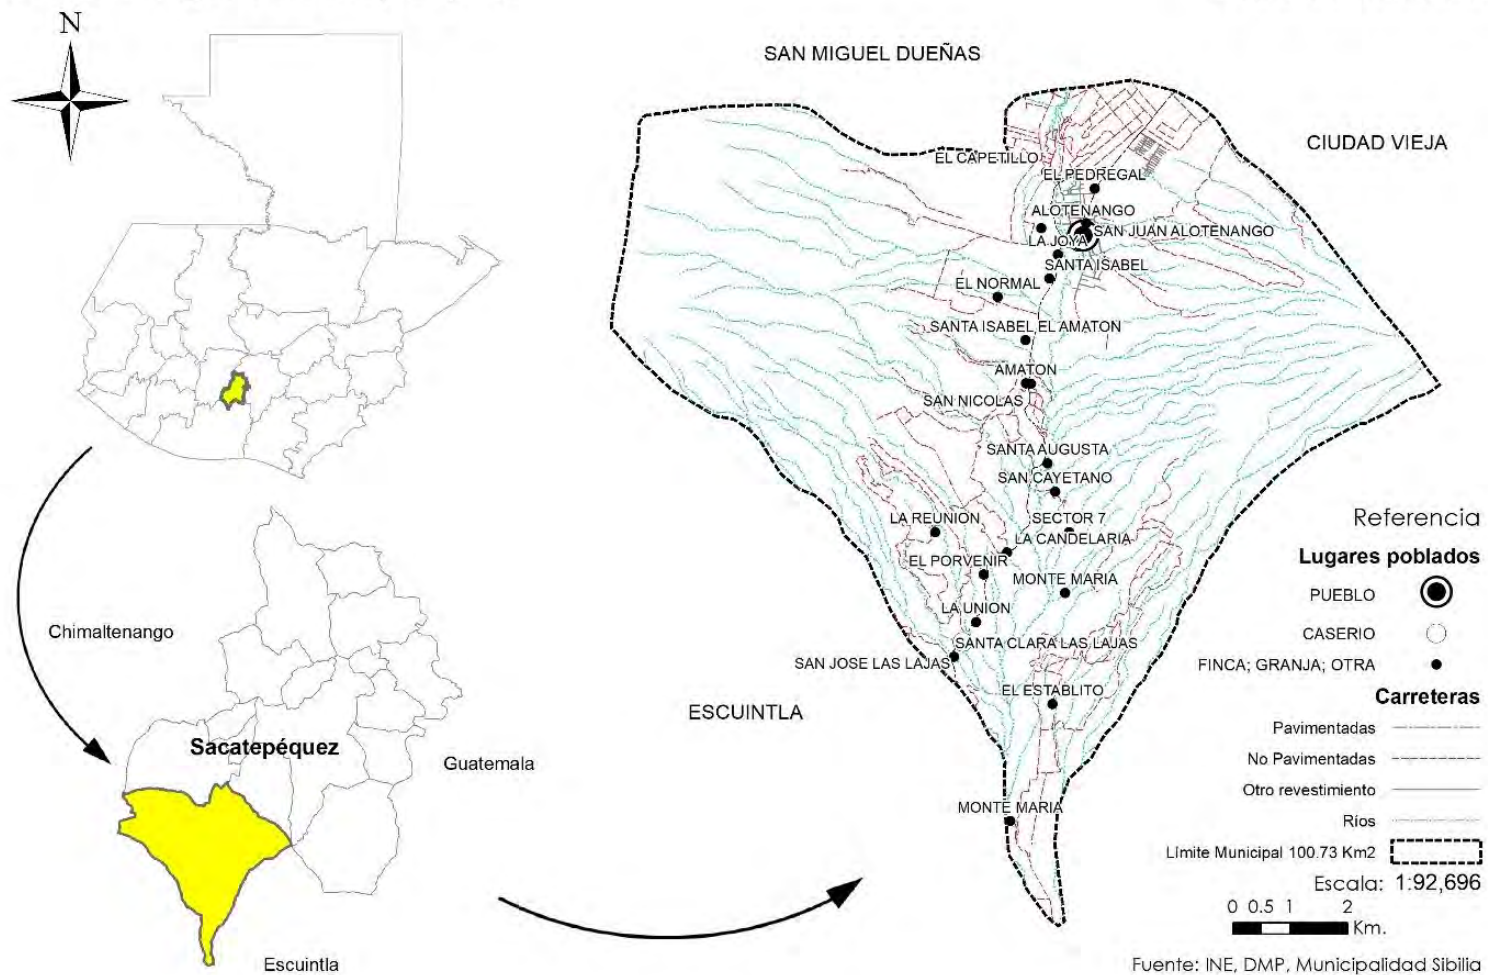 N
SAN MIGUEL DUEÑAS
CIUDAD VIEJA
EL CAPETILLO
EL PEDREGAL
ALOTENANGO
SAN JUAN ALOTENANGO
LA JOYA
SANTA ISABEL
EL NORMAL
SANTA ISABEL EL AMATON
AMATON
SAN NICOLAS
SANTA AUGUSTA
SAN CAYETANO
LA REUNION
SECTOR 7
LA CANDELARIA
EL PORVENIR
MONTE MARIA
LA UNION
SANTA CLARA LAS LAJAS
SAN JOSE LAS LAJAS
EL ESTABLITO
ESCUINTLA
MONTE MARIA
Chimaltenango
Sacatepéquez
Guatemala
Escuintla
Referencia
Lugares poblados
PUEBLO
CASERIO
FINCA; GRANJA; OTRA
Carreteras
Pavimentadas
No Pavimentadas
Otro revestimiento
Ríos
Límite Municipal 100.73 Km2
Escala: 1:92,696
0 0.5 1 2
Km.
Fuente: INE, DMP, Municipalidad Sibilia